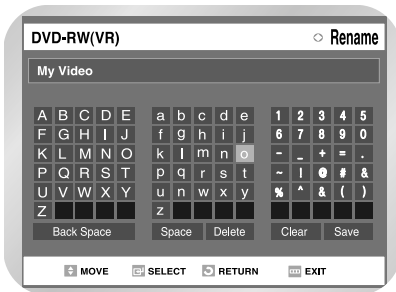 DVD-RW(VR) Rename
My Video
A B C D E a b c d e 1 2 3 4 5
F G H I J f g h i j 6 7 8 9 0
K L M N O k l m n o - _ + = .
P Q R S T p q r s t ~ ! @ # &
U V W X Y u n w x y % ^ & ( )
Z z
Back Space Space Delete Clear Save
MOVE SELECT RETURN EXIT